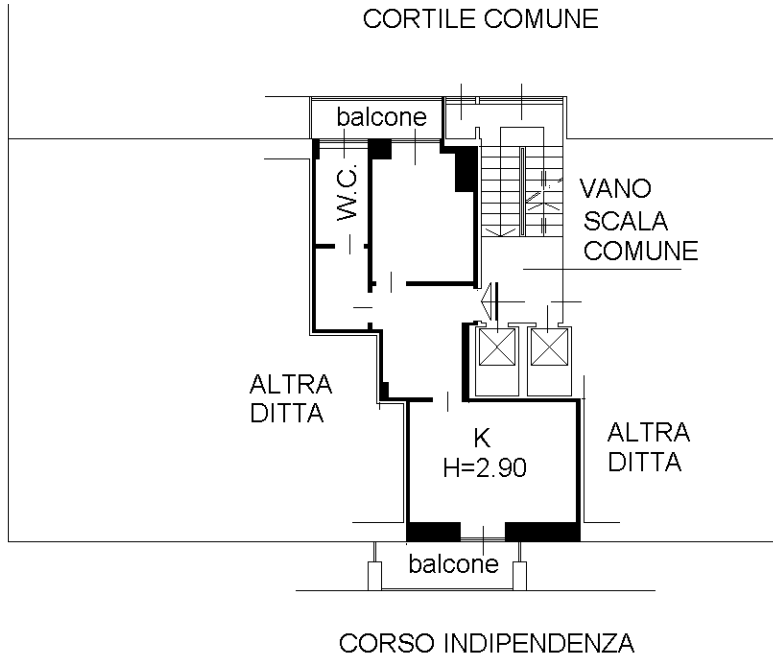 CORTILE COMUNE
balcone
W.C.
VANO
SCALA
COMUNE
ALTRA
DITTA
K
H=2.90
ALTRA
DITTA
balcone
CORSO INDIPENDENZA